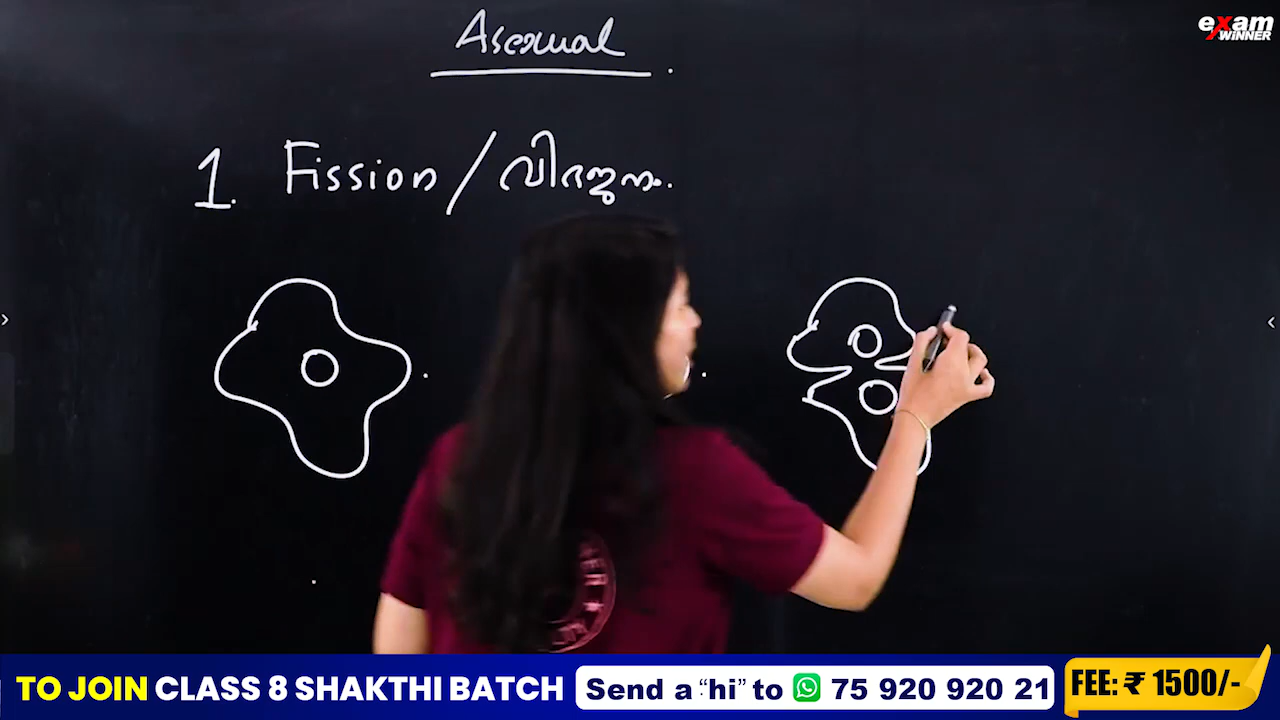 Asexual
exam
WiNNER
1. Fission / വിഭജനം.
TO JOIN CLASS 8 SHAKTHI BATCH
Send a “hi” to 75 920 920 21
FEE: ₹ 1500/-